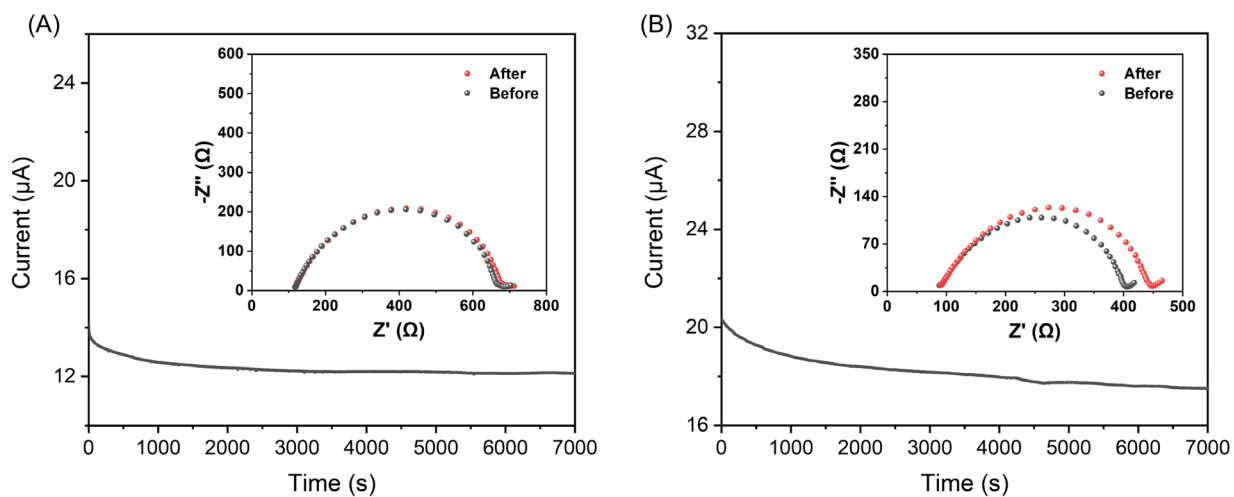 (A)
Current (μA)
24
20
16
12
0 1000 2000 3000 4000 5000 6000 7000
Time (s)
-Z'' (Ω)
600
500
400
300
200
100
0
0 200 400 600 800
Z' (Ω)
After
Before
(B)
Current (μA)
32
28
24
20
16
0 1000 2000 3000 4000 5000 6000 7000
Time (s)
-Z'' (Ω)
350
280
210
140
70
0
0 100 200 300 400 500
Z' (Ω)
After
Before